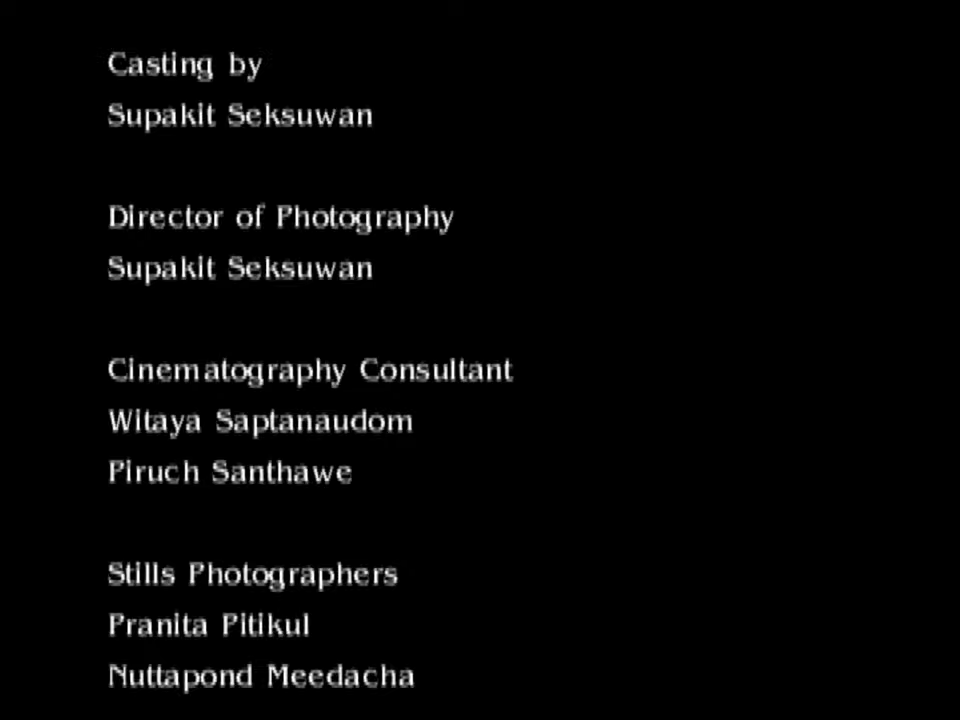 Casting by
Supakit Seksuwan
Director of Photography
Supakit Seksuwan
Cinematography Consultant
Witaya Saptanaudom
Piruch Santhawe
Stills Photographers
Pranita Pitikul
Nuttapond Meedacha